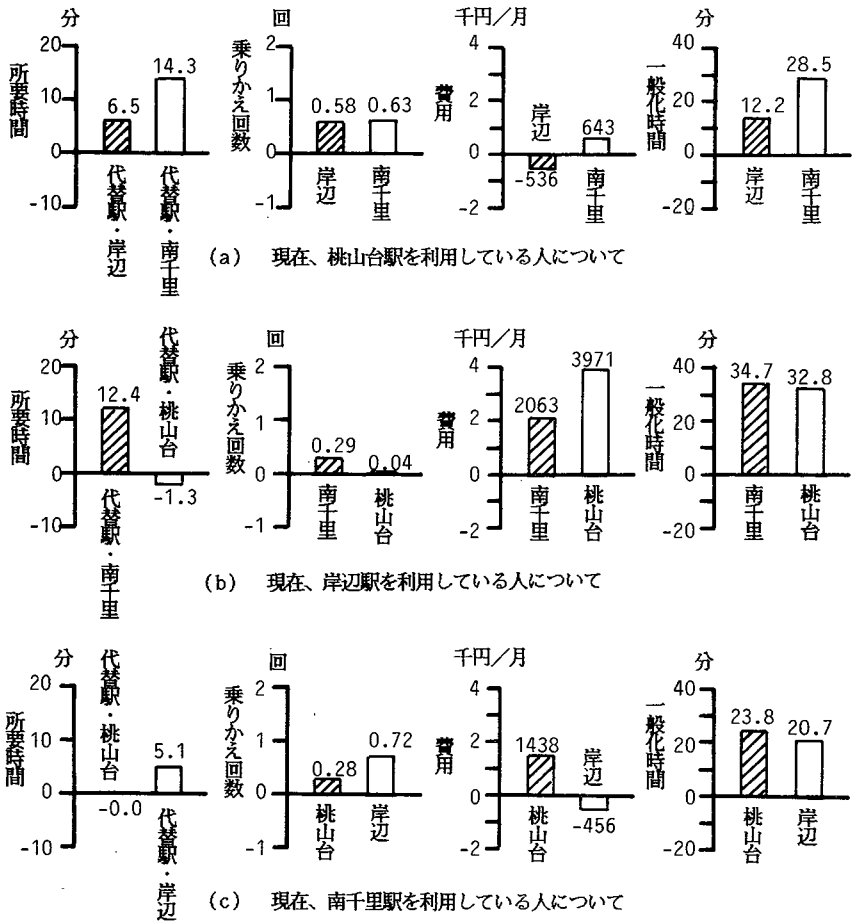 分
所要時間
20
10
0
-10
6.5
14.3
代替駅・岸辺
代替駅・南千里
回
乗りかえ回数
2
1
0
-1
0.58
0.63
岸辺
南千里
千円/月
費用
4
2
0
-2
岸辺
-536
643
南千里
分
一般化時間
40
20
0
-20
12.2
28.5
岸辺
南千里
(a) 現在、桃山台駅を利用している人について
分
所要時間
20
10
0
-10
12.4
代替駅・南千里
代替駅・桃山台
-1.3
回
乗りかえ回数
2
1
0
-1
0.29
0.04
南千里
桃山台
千円/月
費用
4
2
0
-2
2063
3971
南千里
桃山台
分
一般化時間
40
20
0
-20
34.7
32.8
南千里
桃山台
(b) 現在、岸辺駅を利用している人について
分
所要時間
20
10
0
-10
代替駅・桃山台
-0.0
5.1
代替駅・岸辺
回
乗りかえ回数
2
1
0
-1
0.28
0.72
桃山台
岸辺
千円/月
費用
4
2
0
-2
1438
桃山台
岸辺
-456
分
一般化時間
40
20
0
-20
23.8
20.7
桃山台
岸辺
(c) 現在、南千里駅を利用している人について